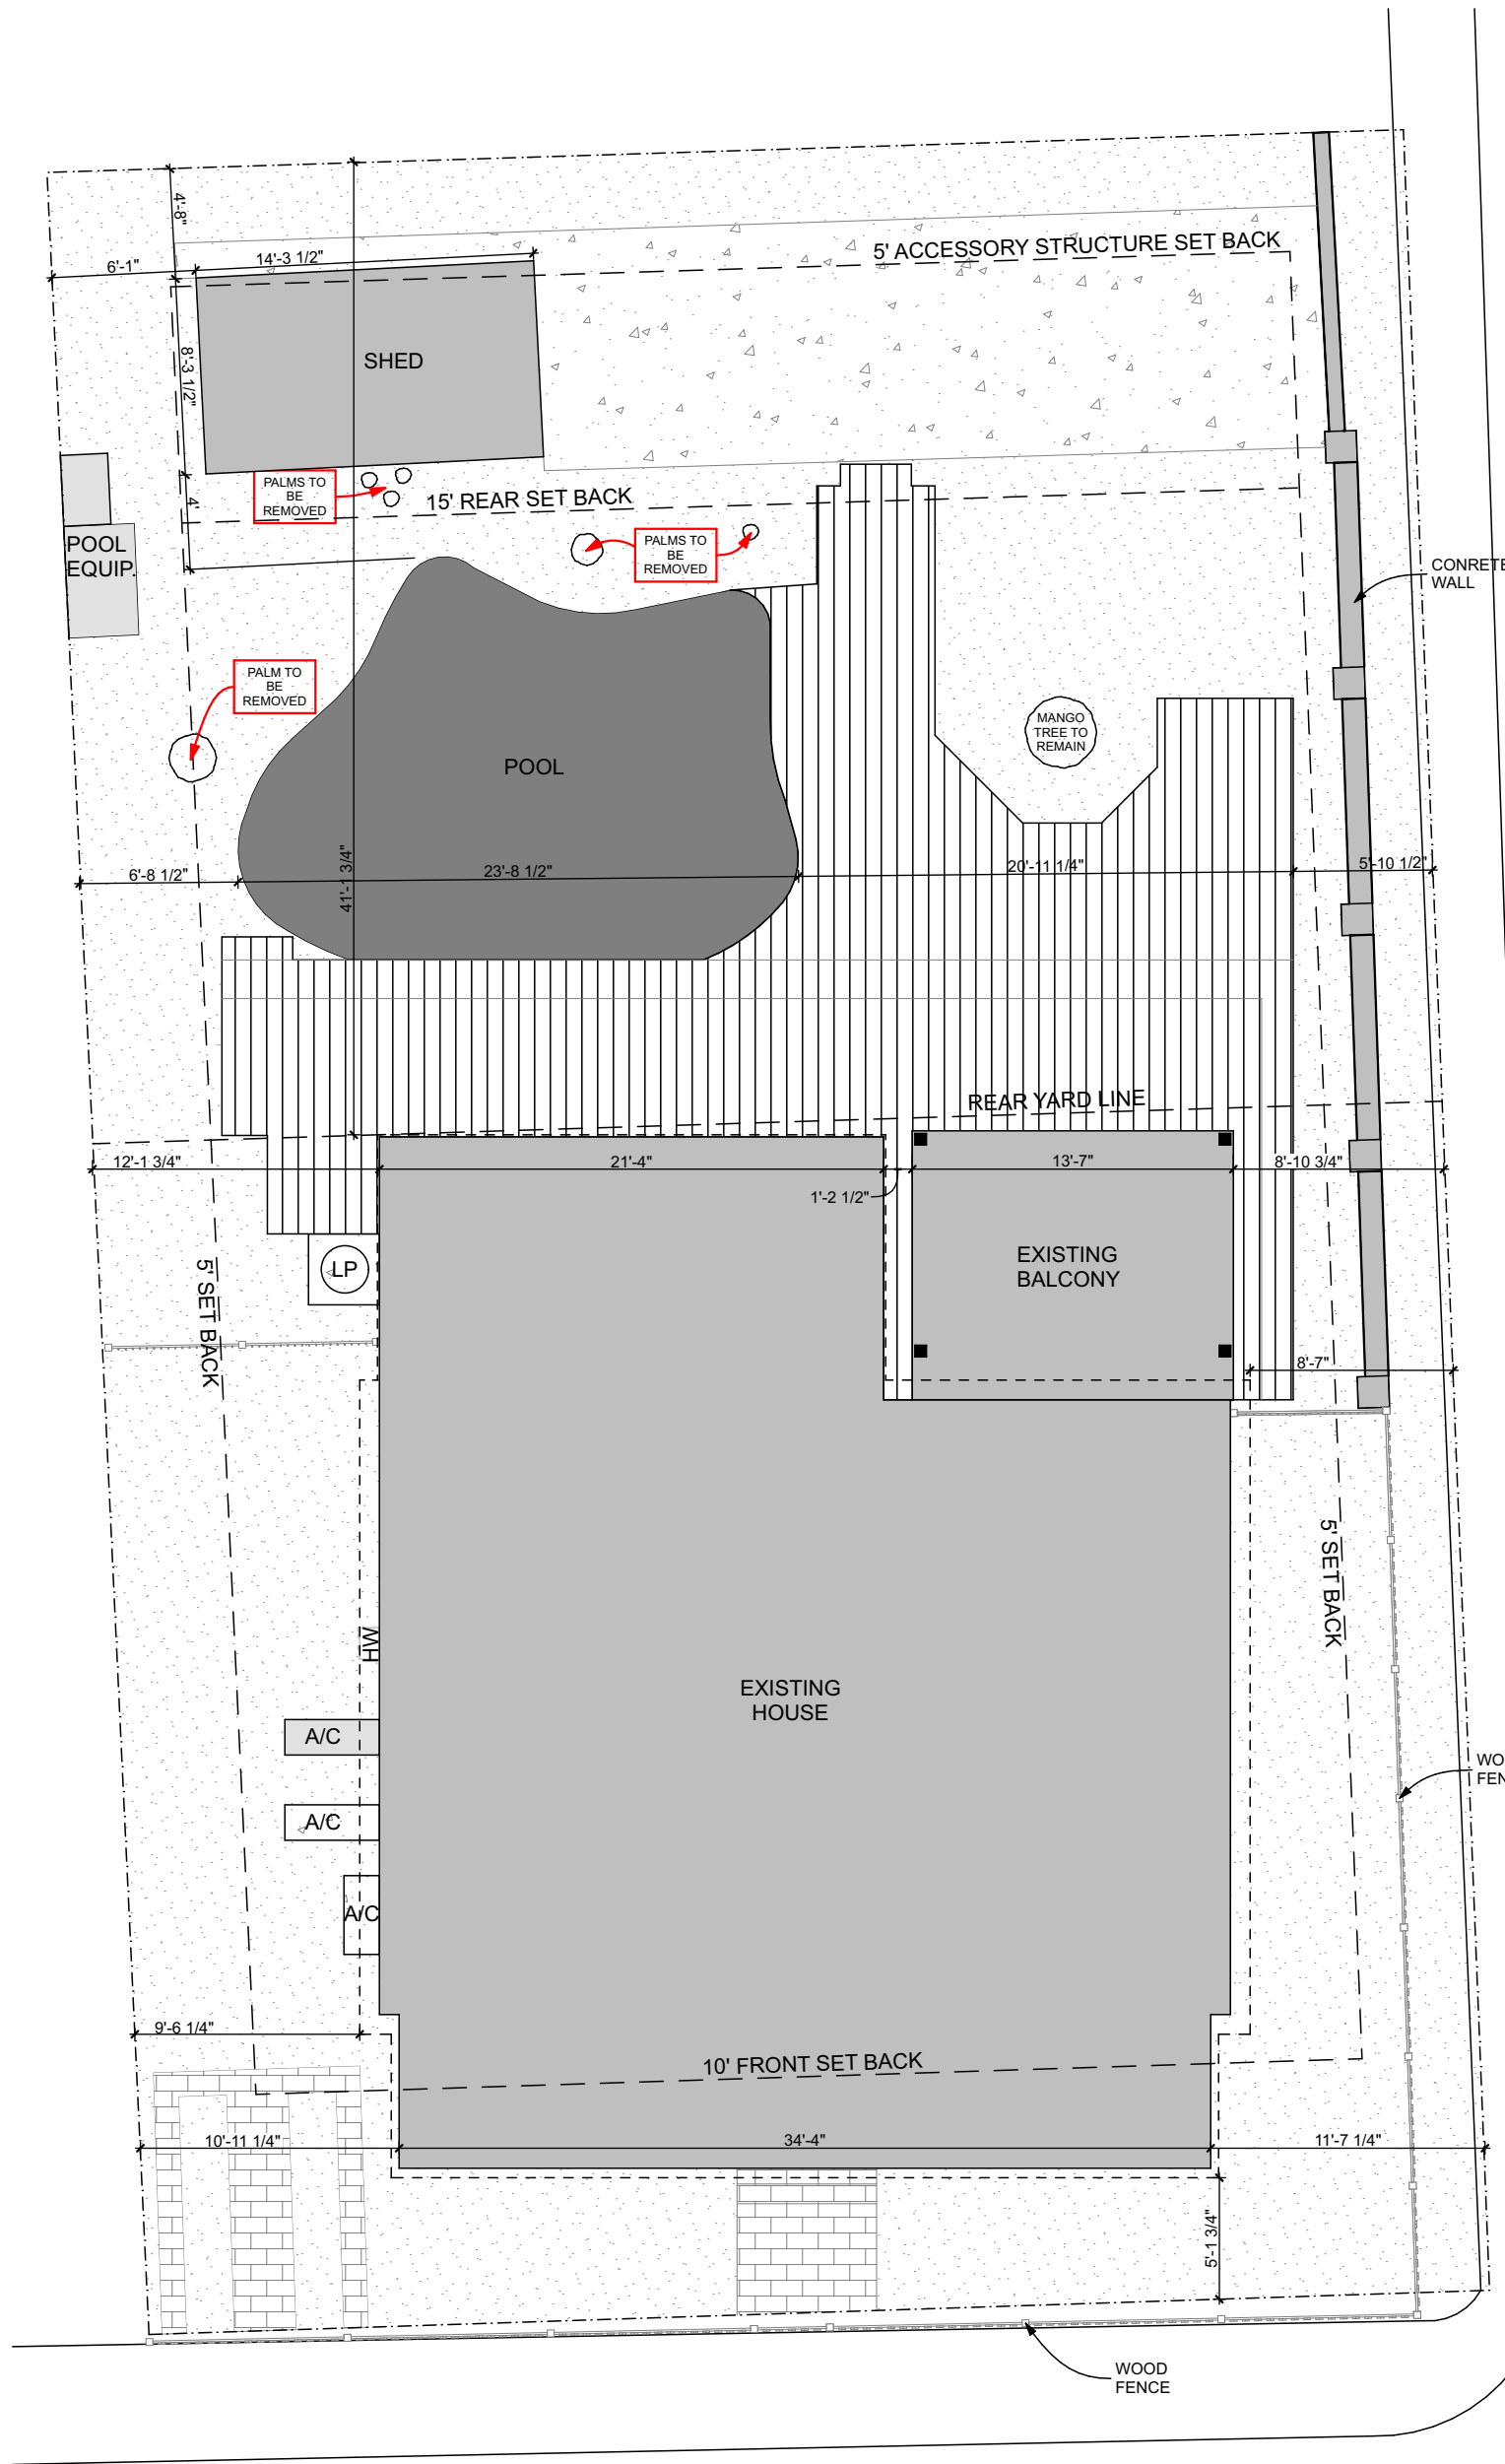 4'-8"
5' ACCESSORY STRUCTURE SET BACK
6'-1"
14'-3 1/2"
SHED
8'-3 1/2"
PALMS TO
BE
REMOVED
4'
15' REAR SET BACK
PALMS TO
BE
REMOVED
POOL
EQUIP.
CONRETE
WALL
PALM TO
BE
REMOVED
MANGO
TREE TO
REMAIN
POOL
6'-8 1/2"
41'-1 3/4"
23'-8 1/2"
20'-11 1/4"
5'-10 1/2"
REAR YARD LINE
12'-1 3/4"
21'-4"
13'-7"
8'-10 3/4"
1'-2 1/2"
EXISTING
BALCONY
LP
5' SET BACK
8'-7"
5' SET BACK
WH
EXISTING
HOUSE
A/C
WO
FEN
A/C
A/C
9'-6 1/4"
10' FRONT SET BACK
10'-11 1/4"
34'-4"
11'-7 1/4"
5'-1 3/4"
WOOD
FENCE